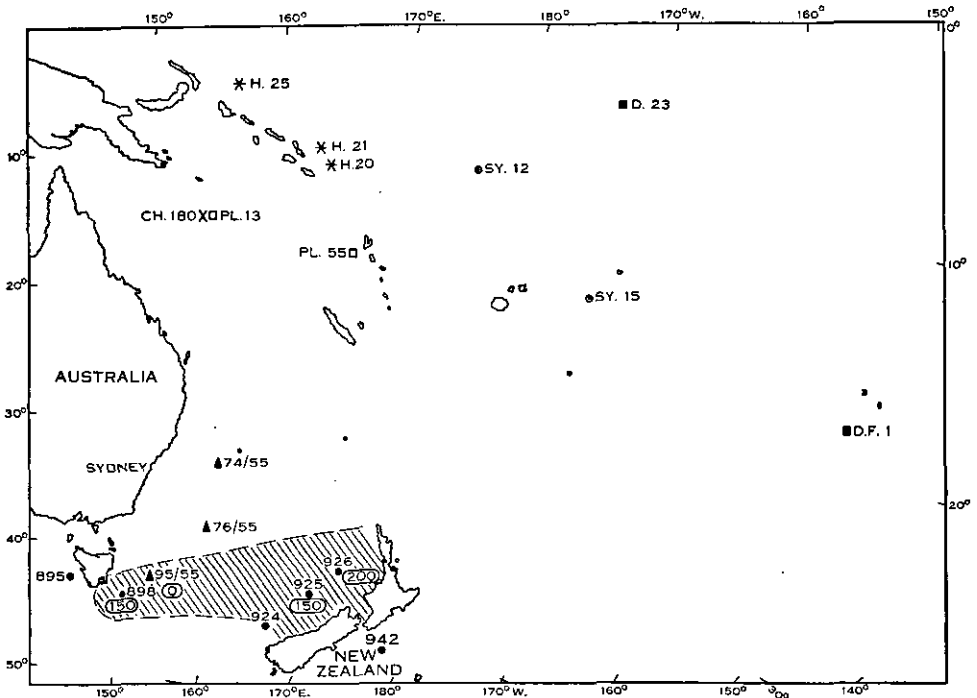 150° 160° 170°E. 180° 170°W. 160° 150°
0°
H. 25
D. 23
H. 21
H.20
SY. 12
10°
CH. 180 PL. 13
PL. 55
10°
20°
SY. 15
AUSTRALIA
30°
D.F. 1
SYDNEY
74/55
20°
40°
76/55
926
200
895
95/55
925
898
0
150
150
924
942
NEW
ZEALAND
50°
150° 160° 170°E. 180° 170°W. 160° 140°